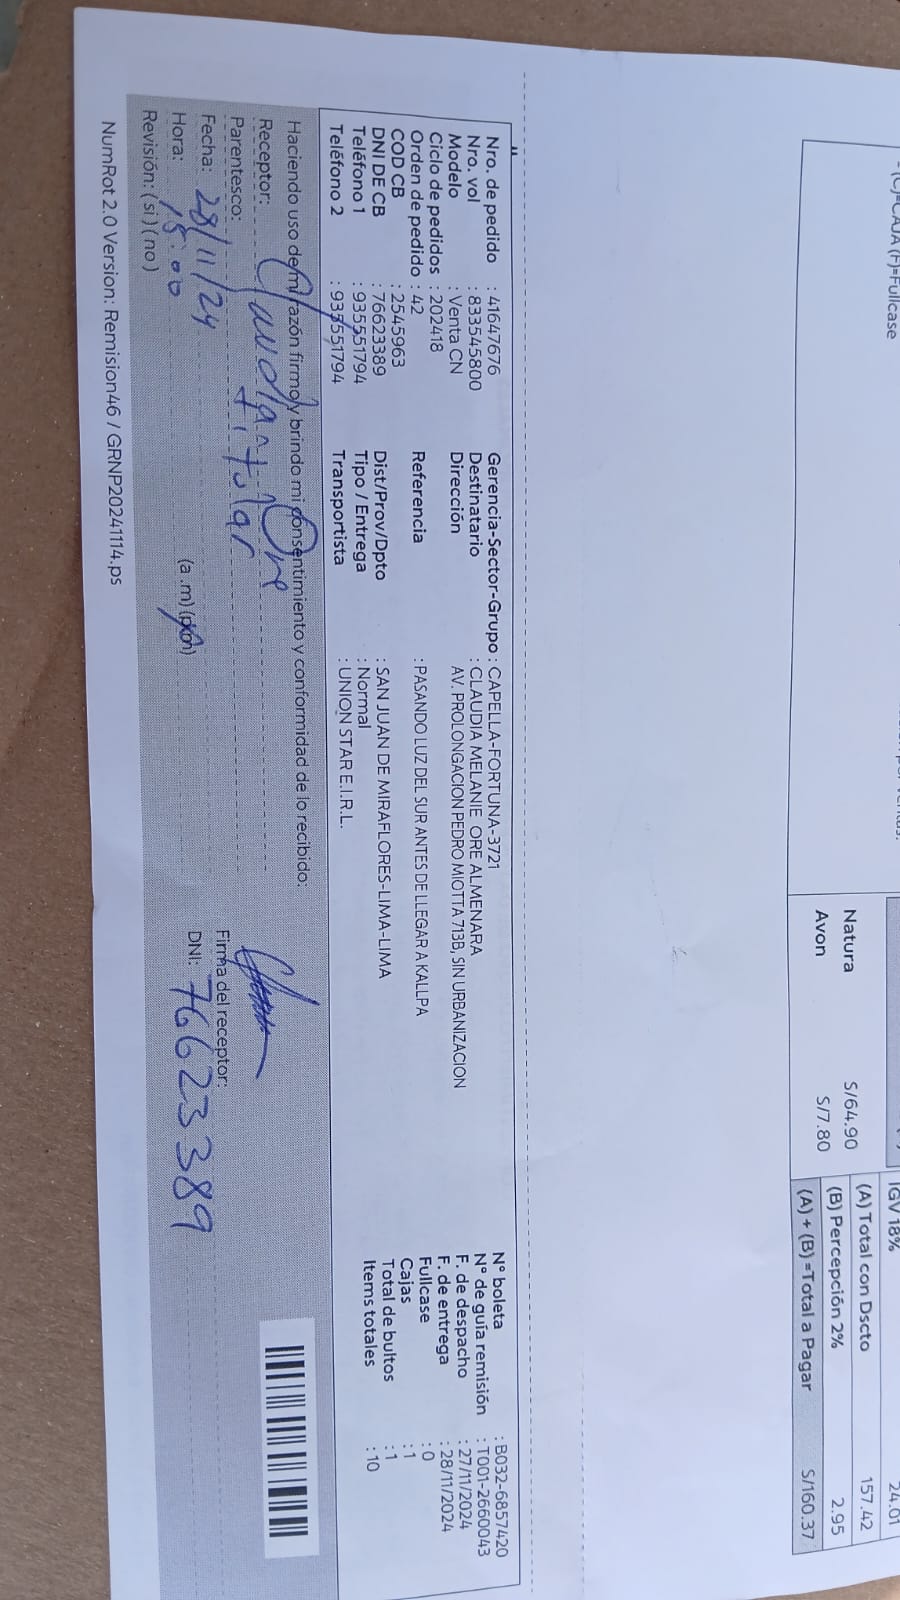 (C)=CAJA (F)=Fullcase
IGV 18% 24.01
Natura S/64.90
Avon S/7.80
(A) Total con Dscto 157.42
(B) Percepción 2% 2.95
(A) + (B) = Total a Pagar S/160.37
Nro. de pedido : 41647676
Nro. vol : 833545800
Modelo : Venta CN
Ciclo de pedidos : 202418
Orden de pedido : 42
COD CB : 2545963
DNI DE CB : 76623389
Teléfono 1 : 935551794
Teléfono 2 : 935551794
Gerencia-Sector-Grupo : CAPELLA-FORTUNA-3721
Destinatario : CLAUDIA MELANIE ORE ALMENARA
Dirección AV. PROLONGACION PEDRO MIOTTA 713B, SIN URBANIZACION
Referencia : PASANDO LUZ DEL SUR ANTES DE LLEGAR A KALLPA
Dist/Prov/Dpto : SAN JUAN DE MIRAFLORES-LIMA-LIMA
Tipo / Entrega : Normal
Transportista : UNION STAR E.I.R.L.
N° boleta : B032-6857420
N° de guía remisión : T001-2660043
F. de despacho : 27/11/2024
F. de entrega : 28/11/2024
Fullcase : 0
Cajas : 1
Total de bultos : 1
Items totales : 10
Haciendo uso de mi razón firmo y brindo mi consentimiento y conformidad de lo recibido:
Receptor: Claudia Ore
Parentesco: titular
Fecha: 28/11/24
Hora: 15:00 (a .m) (p.m)
Revisión: (si) (no)
Firma del receptor:
DNI: 76623389
NumRot 2.0 Version: Remision46 / GRNP20241114.ps